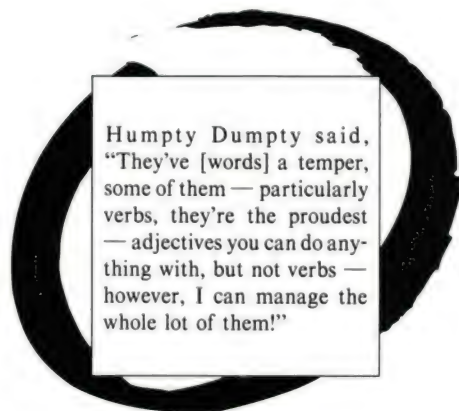 Humpty Dumpty said,
“They’ve [words] a temper,
some of them — particularly
verbs, they’re the proudest
— adjectives you can do any-
thing with, but not verbs —
however, I can manage the
whole lot of them!”